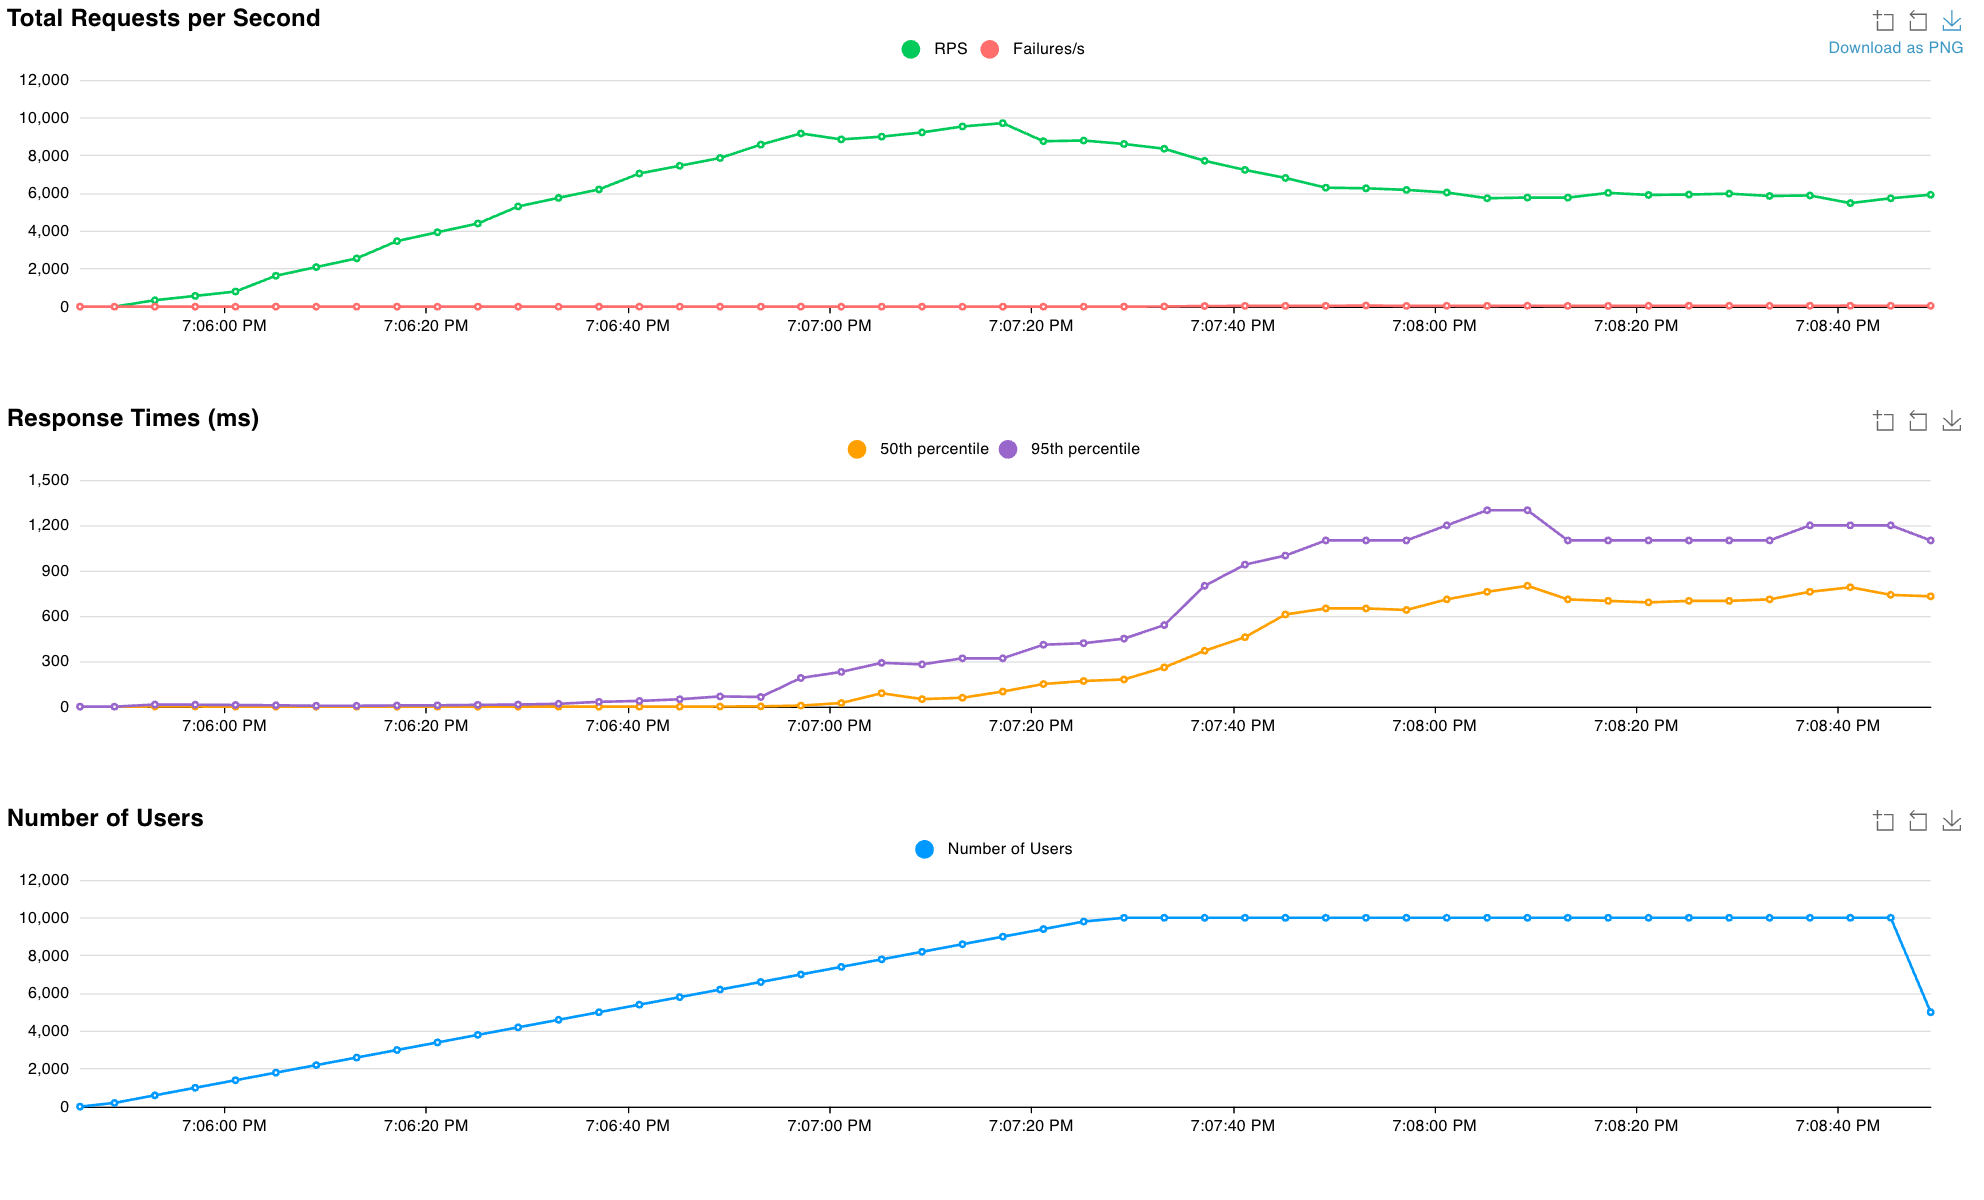 Total Requests per Second
Download as PNG
RPS Failures/s
12,000
10,000
8,000
6,000
4,000
2,000
0
7:06:00 PM 7:06:20 PM 7:06:40 PM 7:07:00 PM 7:07:20 PM 7:07:40 PM 7:08:00 PM 7:08:20 PM 7:08:40 PM
Response Times (ms)
50th percentile 95th percentile
1,500
1,200
900
600
300
0
7:06:00 PM 7:06:20 PM 7:06:40 PM 7:07:00 PM 7:07:20 PM 7:07:40 PM 7:08:00 PM 7:08:20 PM 7:08:40 PM
Number of Users
Number of Users
12,000
10,000
8,000
6,000
4,000
2,000
0
7:06:00 PM 7:06:20 PM 7:06:40 PM 7:07:00 PM 7:07:20 PM 7:07:40 PM 7:08:00 PM 7:08:20 PM 7:08:40 PM